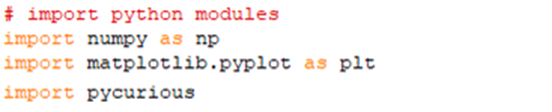 # import python modules
import numpy as np
import matplotlib.pyplot as plt
import pycurious